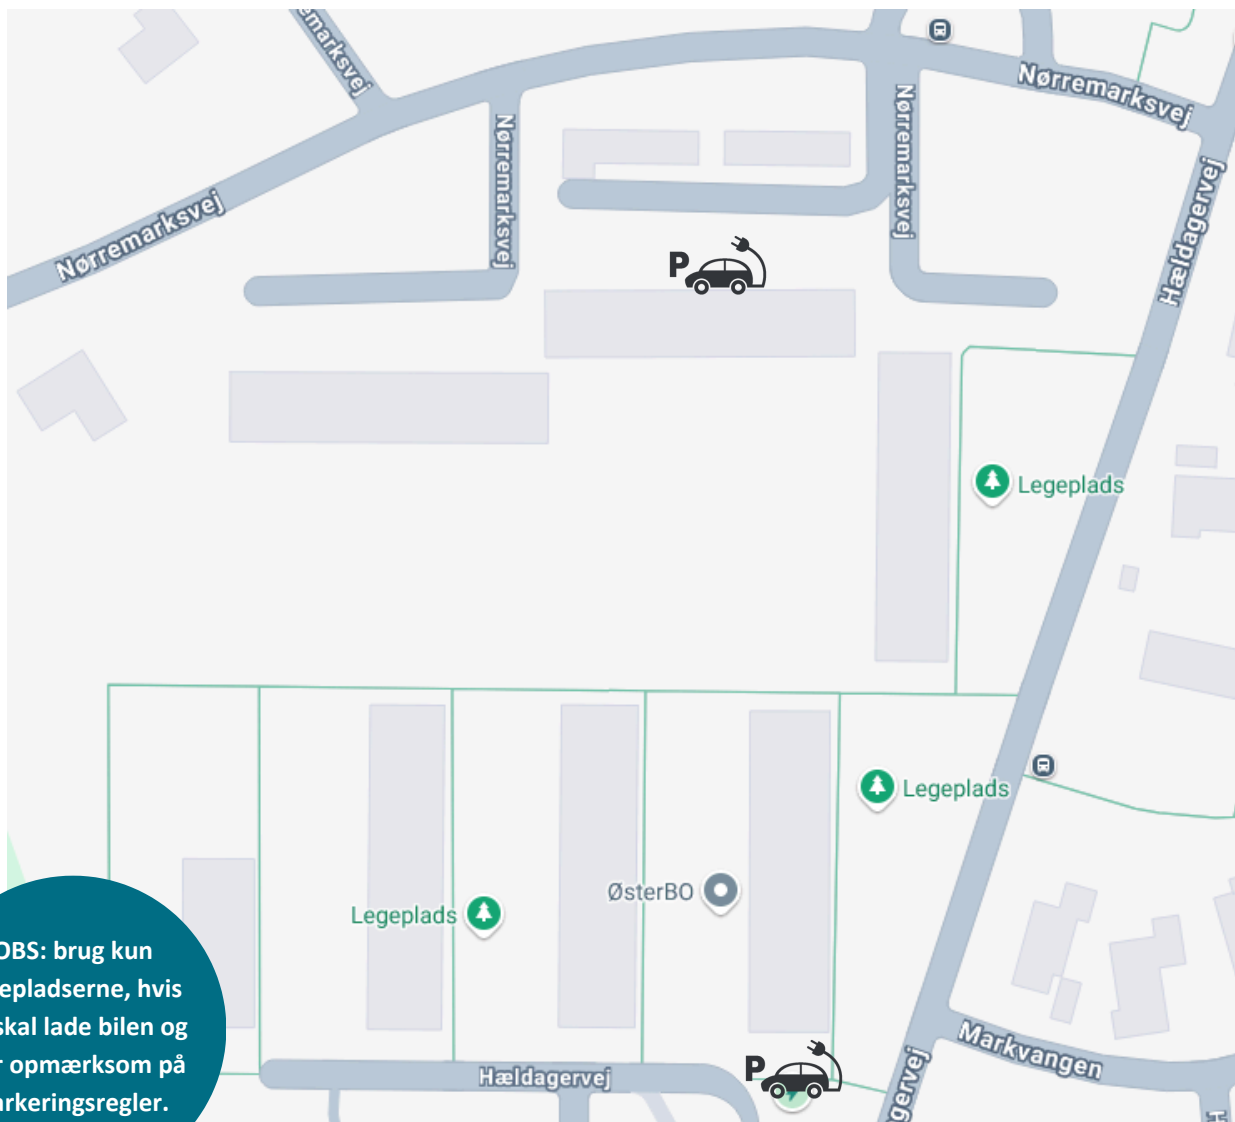 marksvej
Nørremarksvej
Nørremarksvej
Nørremarksvej
Nørremarksvej
Hældagervej
P
Legeplads
Legeplads
ØsterBO
Legeplads
OBS: brug kun
epladserne, hvis
skal lade bilen og
r opmærksom på
arkeringsregler.
Hældagervej
P
gervej
Markvangen